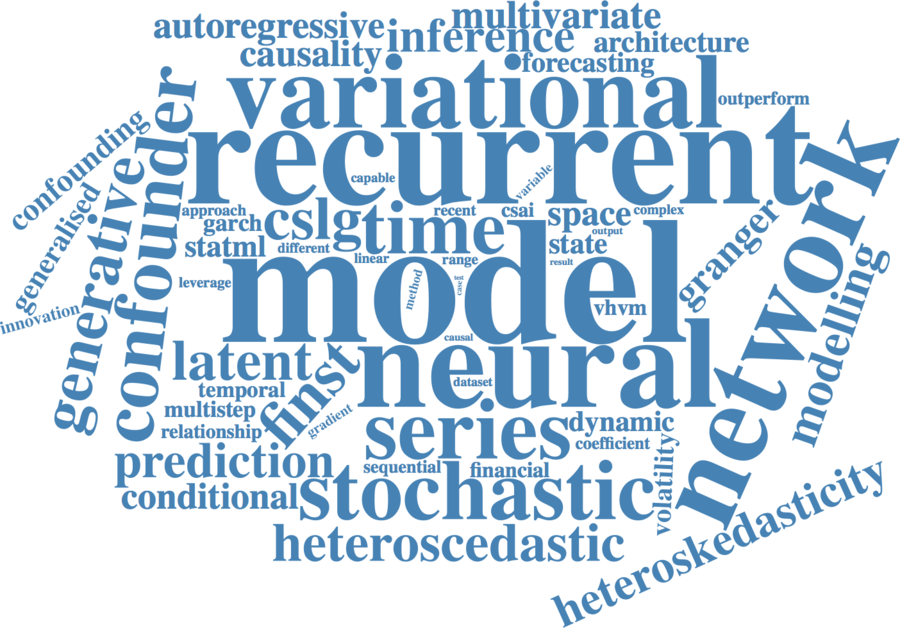 multivariate
autoregressive
inference
architecture
causality
forecasting
variational
outperform
confounding
confounder
recurrent
network
capable
variable
generative
generalised
approach
garch
cslg
time
recent
csai
space
complex
output
granger
statml
different
linear
range
state
result
modelling
leverage
model
method
test
case
vhvm
innovation
causal
latent
finst
neural
temporal
dataset
multistep
gradient
relationship
series
dynamic
coefficient
volatility
prediction
sequential
financial
conditional
stochastic
heteroscedastic
heteroskedasticity